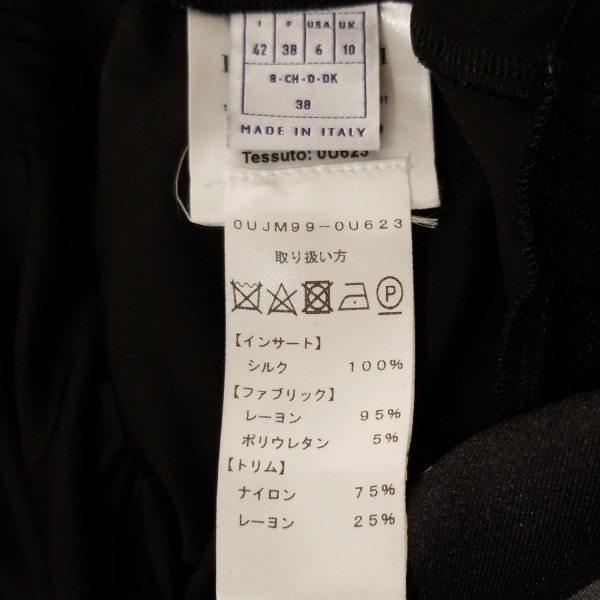 I F USA UK.
42 38 6 10
B-CH-D-DK
38
MADE IN ITALY
Tessuto: 0U623
0UJM99-0U623
取り扱い方
P
【インサート】
シルク 100%
【ファブリック】
レーヨン 95%
ポリウレタン 5%
【トリム】
ナイロン 75%
レーヨン 25%